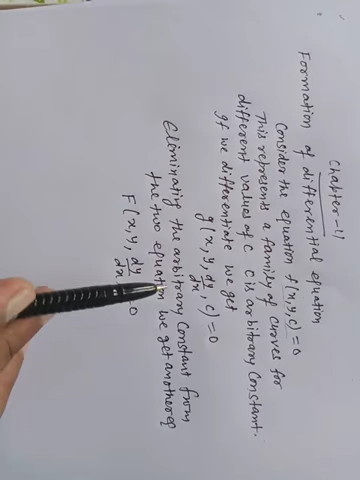 Chapter-11
Formation of differential equation
Consider the equation f(x,y,c)=0
This represents a family of curves for
different values of c c is arbitrary constant.
If we differentiate we get
g(x, y, dy/dx, c) = 0
Eliminating the arbitrary constant from
the two equation we get another eq
F(x, y, dy/dx = 0